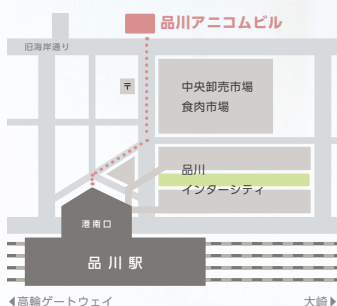 品川アニコムビル
旧海岸通り
〒
中央卸売市場
食肉市場
品川
インターシティ
港南口
品川駅
◀高輪ゲートウェイ
大崎▶